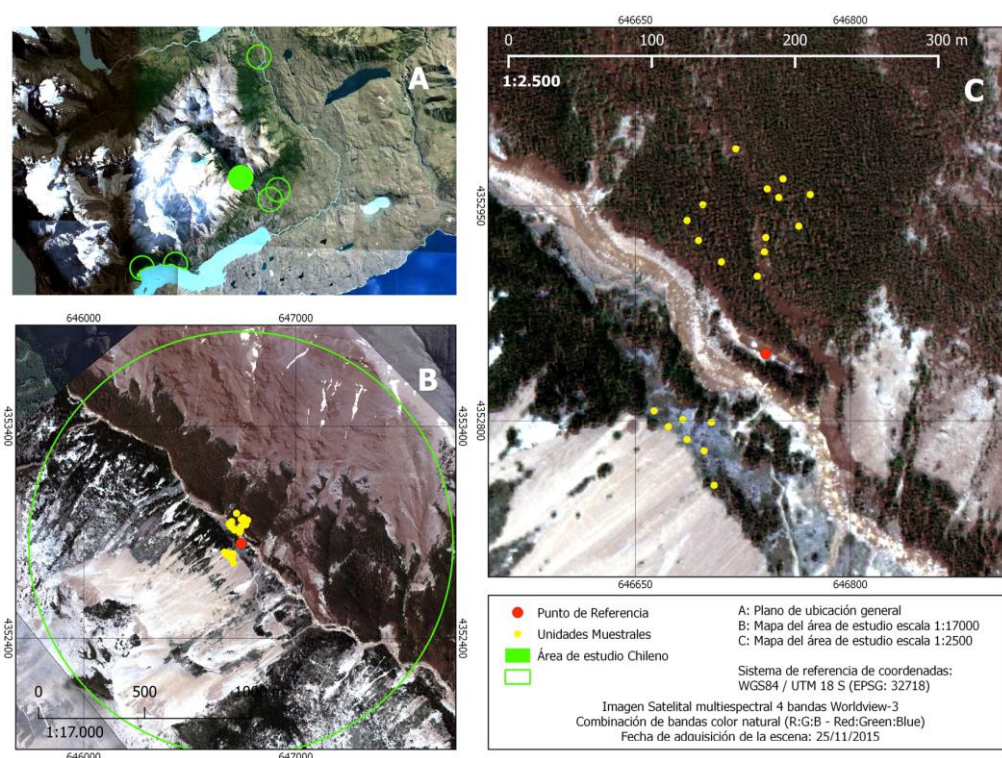 A
646000
647000
B
4353400
4353400
4352400
4352400
0
500
1:17.000
646000
647000
646650
646800
0
100
200
300 m
1:2.500
C
4352950
4352950
4352800
4352800
646650
646800
Punto de Referencia
Unidades Muestrales
Área de estudio Chileno
A: Plano de ubicación general
B: Mapa del área de estudio escala 1:17000
C: Mapa del área de estudio escala 1:2500
Sistema de referencia de coordenadas:
WGS84 / UTM 18 S (EPSG: 32718)
Imagen Satelital multiespectral 4 bandas Worldview-3
Combinación de bandas color natural (R:G:B - Red:Green:Blue)
Fecha de adquisición de la escena: 25/11/2015